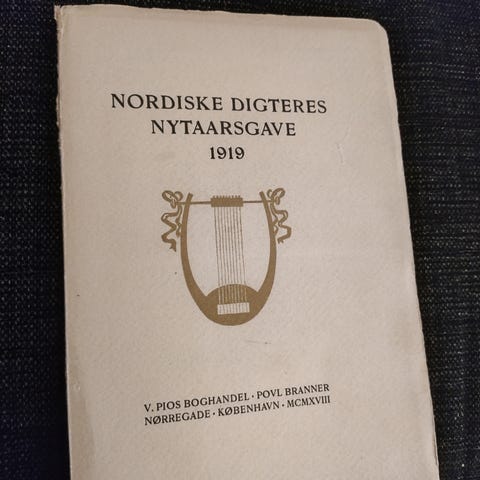 NORDISKE DIGTERES
NYTAARSGAVE
1919
V. PIOS BOGHANDEL · POVL BRANNER
NØRREGADE · KØBENHAVN · MCMXVIII